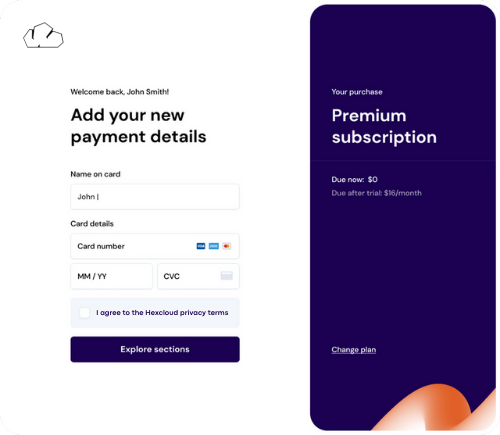 Welcome back, John Smith!
Add your new
payment details
Name on card
John |
Card details
Card number
VISA
MM / YY
CVC
I agree to the Hexcloud privacy terms
Explore sections
Your purchase
Premium
subscription
Due now: $0
Due after trial: $16/month
Change plan